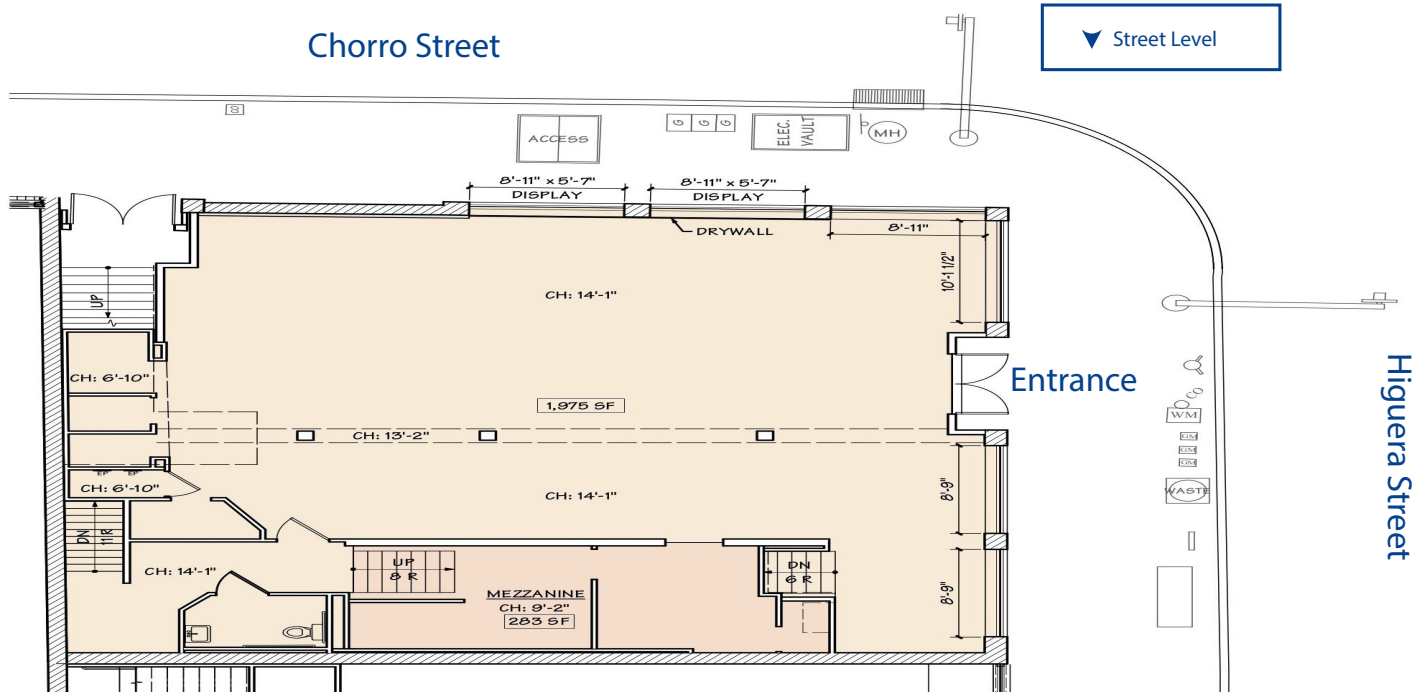 Chorro Street
Street Level
ACCESS
G G G
ELEC.
VAULT
MH
8'-11" x 5'-7"
DISPLAY
8'-11" x 5'-7"
DISPLAY
DRYWALL
8'-11"
10'-1 1/2"
UP
CH: 14'-1"
CH: 6'-10"
Entrance
Higuera Street
1,975 SF
WM
CH: 13'-2"
GM
GM
GM
EP EP
CH: 6'-10"
CH: 14'-1"
8'-9"
WASTE
DN
11 R
UP
8 R
CH: 14'-1"
DN
6 R
MEZZANINE
CH: 9'-2"
283 SF
8'-9"